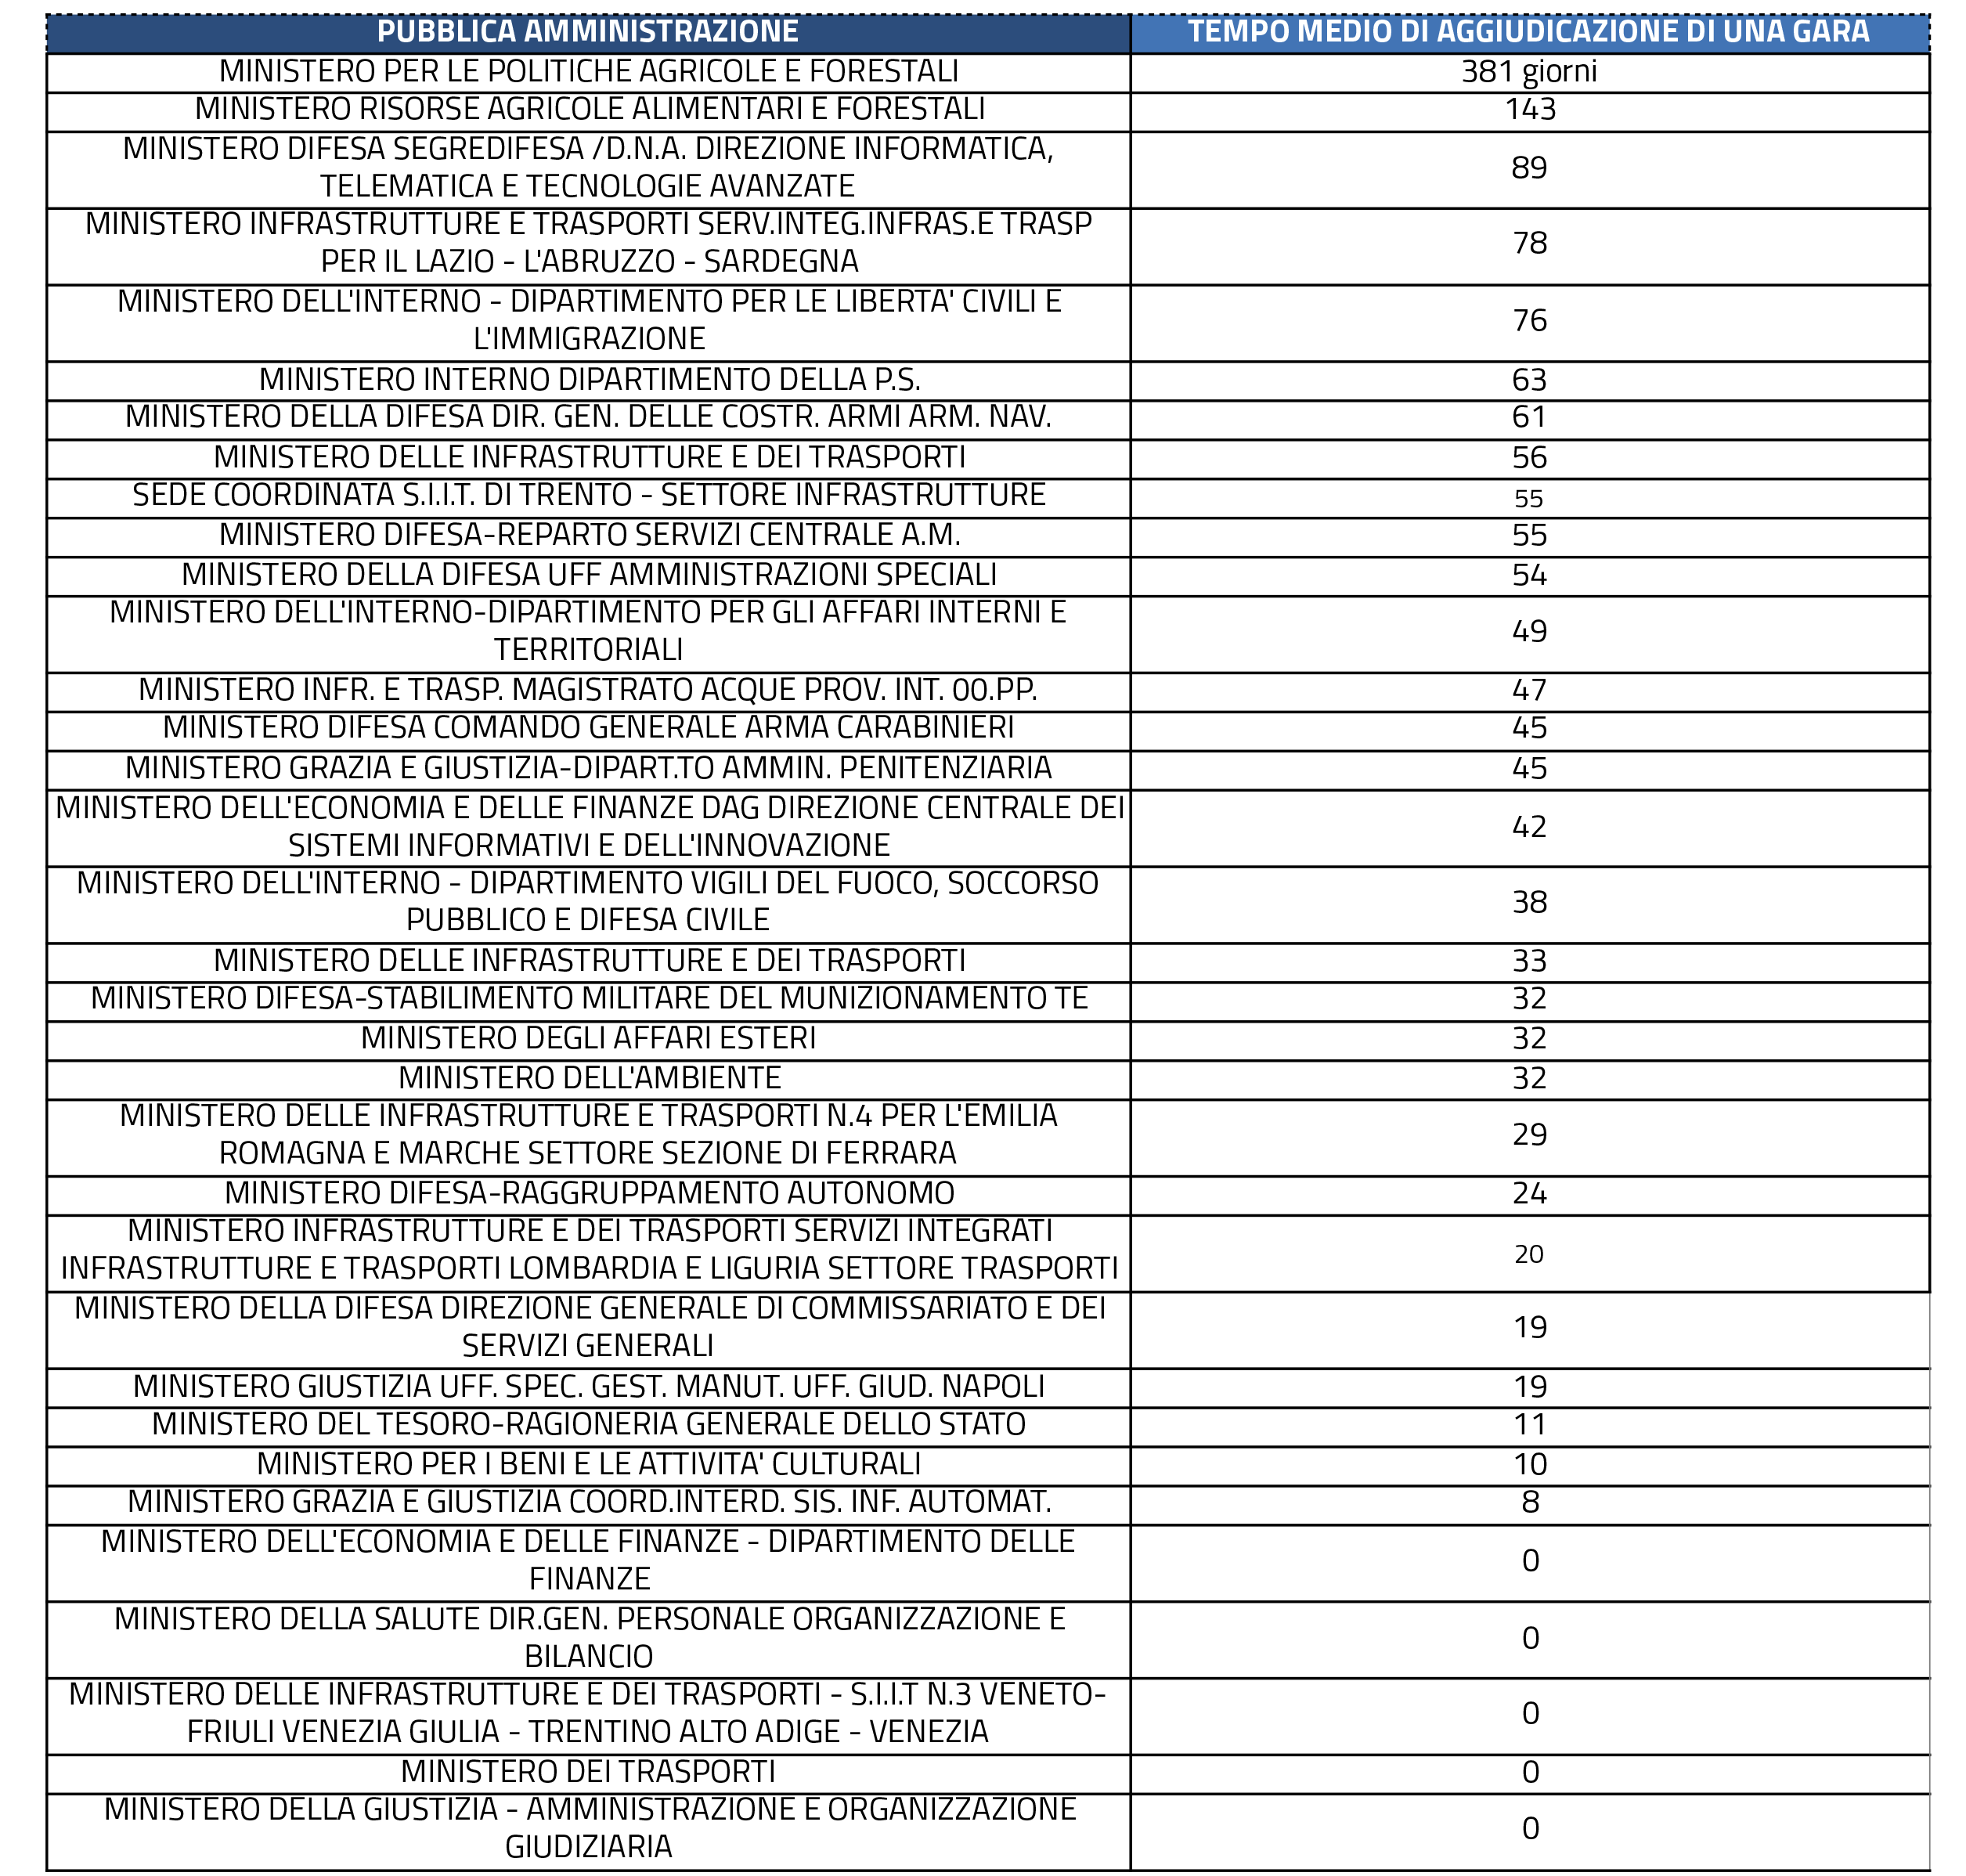 PUBBLICA AMMINISTRAZIONE TEMPO MEDIO DI AGGIUDICAZIONE DI UNA GARA
MINISTERO PER LE POLITICHE AGRICOLE E FORESTALI 381 giorni
MINISTERO RISORSE AGRICOLE ALIMENTARI E FORESTALI 143
MINISTERO DIFESA SEGREDIFESA /D.N.A. DIREZIONE INFORMATICA,
TELEMATICA E TECNOLOGIE AVANZATE
89
MINISTERO INFRASTRUTTURE E TRASPORTI SERV.INTEG.INFRAS.E TRASP
PER IL LAZIO - L'ABRUZZO - SARDEGNA
78
MINISTERO DELL'INTERNO - DIPARTIMENTO PER LE LIBERTA' CIVILI E
L'IMMIGRAZIONE
76
MINISTERO INTERNO DIPARTIMENTO DELLA P.S. 63
MINISTERO DELLA DIFESA DIR. GEN. DELLE COSTR. ARMI ARM. NAV. 61
MINISTERO DELLE INFRASTRUTTURE E DEI TRASPORTI 56
SEDE COORDINATA S.I.I.T. DI TRENTO - SETTORE INFRASTRUTTURE 55
MINISTERO DIFESA-REPARTO SERVIZI CENTRALE A.M. 55
MINISTERO DELLA DIFESA UFF AMMINISTRAZIONI SPECIALI 54
MINISTERO DELL'INTERNO-DIPARTIMENTO PER GLI AFFARI INTERNI E
TERRITORIALI
49
MINISTERO INFR. E TRASP. MAGISTRATO ACQUE PROV. INT. 00.PP. 47
MINISTERO DIFESA COMANDO GENERALE ARMA CARABINIERI 45
MINISTERO GRAZIA E GIUSTIZIA-DIPART.TO AMMIN. PENITENZIARIA 45
MINISTERO DELL'ECONOMIA E DELLE FINANZE DAG DIREZIONE CENTRALE DEI
SISTEMI INFORMATIVI E DELL'INNOVAZIONE
42
MINISTERO DELL'INTERNO - DIPARTIMENTO VIGILI DEL FUOCO, SOCCORSO
PUBBLICO E DIFESA CIVILE
38
MINISTERO DELLE INFRASTRUTTURE E DEI TRASPORTI 33
MINISTERO DIFESA-STABILIMENTO MILITARE DEL MUNIZIONAMENTO TE 32
MINISTERO DEGLI AFFARI ESTERI 32
MINISTERO DELL'AMBIENTE 32
MINISTERO DELLE INFRASTRUTTURE E TRASPORTI N.4 PER L'EMILIA
ROMAGNA E MARCHE SETTORE SEZIONE DI FERRARA
29
MINISTERO DIFESA-RAGGRUPPAMENTO AUTONOMO 24
MINISTERO INFRASTRUTTURE E DEI TRASPORTI SERVIZI INTEGRATI
INFRASTRUTTURE E TRASPORTI LOMBARDIA E LIGURIA SETTORE TRASPORTI
20
MINISTERO DELLA DIFESA DIREZIONE GENERALE DI COMMISSARIATO E DEI
SERVIZI GENERALI
19
MINISTERO GIUSTIZIA UFF. SPEC. GEST. MANUT. UFF. GIUD. NAPOLI 19
MINISTERO DEL TESORO-RAGIONERIA GENERALE DELLO STATO 11
MINISTERO PER I BENI E LE ATTIVITA' CULTURALI 10
MINISTERO GRAZIA E GIUSTIZIA COORD.INTERD. SIS. INF. AUTOMAT. 8
MINISTERO DELL'ECONOMIA E DELLE FINANZE - DIPARTIMENTO DELLE
FINANZE
0
MINISTERO DELLA SALUTE DIR.GEN. PERSONALE ORGANIZZAZIONE E
BILANCIO
0
MINISTERO DELLE INFRASTRUTTURE E DEI TRASPORTI - S.I.I.T N.3 VENETO-
FRIULI VENEZIA GIULIA - TRENTINO ALTO ADIGE - VENEZIA
0
MINISTERO DEI TRASPORTI 0
MINISTERO DELLA GIUSTIZIA - AMMINISTRAZIONE E ORGANIZZAZIONE
GIUDIZIARIA
0